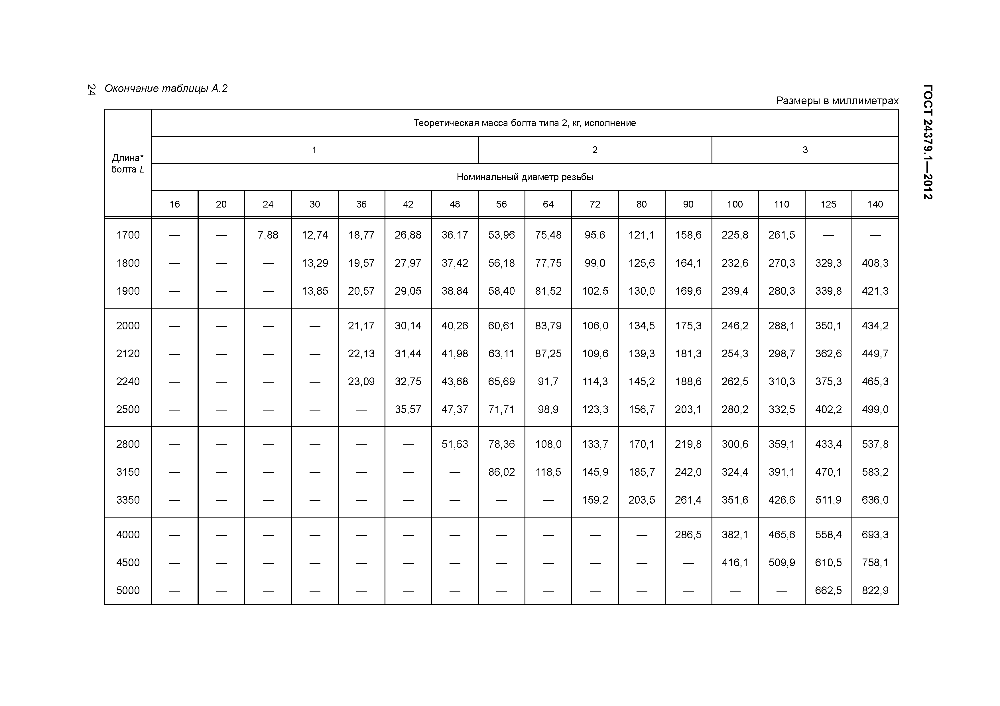 24
Окончание таблицы А.2
ГОСТ 24379.1—2012
Размеры в миллиметрах
Длина*
болта L
Теоретическая масса болта типа 2, кг, исполнение
1 2 3
Номинальный диаметр резьбы
16 20 24 30 36 42 48 56 64 72 80 90 100 110 125 140
1700 — — 7,88 12,74 18,77 26,88 36,17 53,96 75,48 95,6 121,1 158,6 225,8 261,5 — —
1800 — — — 13,29 19,57 27,97 37,42 56,18 77,75 99,0 125,6 164,1 232,6 270,3 329,3 408,3
1900 — — — 13,85 20,57 29,05 38,84 58,40 81,52 102,5 130,0 169,6 239,4 280,3 339,8 421,3
2000 — — — — 21,17 30,14 40,26 60,61 83,79 106,0 134,5 175,3 246,2 288,1 350,1 434,2
2120 — — — — 22,13 31,44 41,98 63,11 87,25 109,6 139,3 181,3 254,3 298,7 362,6 449,7
2240 — — — — 23,09 32,75 43,68 65,69 91,7 114,3 145,2 188,6 262,5 310,3 375,3 465,3
2500 — — — — — 35,57 47,37 71,71 98,9 123,3 156,7 203,1 280,2 332,5 402,2 499,0
2800 — — — — — — 51,63 78,36 108,0 133,7 170,1 219,8 300,6 359,1 433,4 537,8
3150 — — — — — — — 86,02 118,5 145,9 185,7 242,0 324,4 391,1 470,1 583,2
3350 — — — — — — — — — 159,2 203,5 261,4 351,6 426,6 511,9 636,0
4000 — — — — — — — — — — — 286,5 382,1 465,6 558,4 693,3
4500 — — — — — — — — — — — — 416,1 509,9 610,5 758,1
5000 — — — — — — — — — — — — — — 662,5 822,9